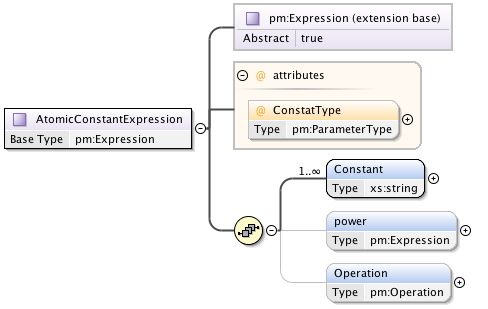 pm:Expression (extension base)
Abstract true
@ attributes
@ ConstatType
Type pm:ParameterType
AtomicConstantExpression
Base Type pm:Expression
1..∞
Constant
Type xs:string
power
Type pm:Expression
Operation
Type pm:Operation